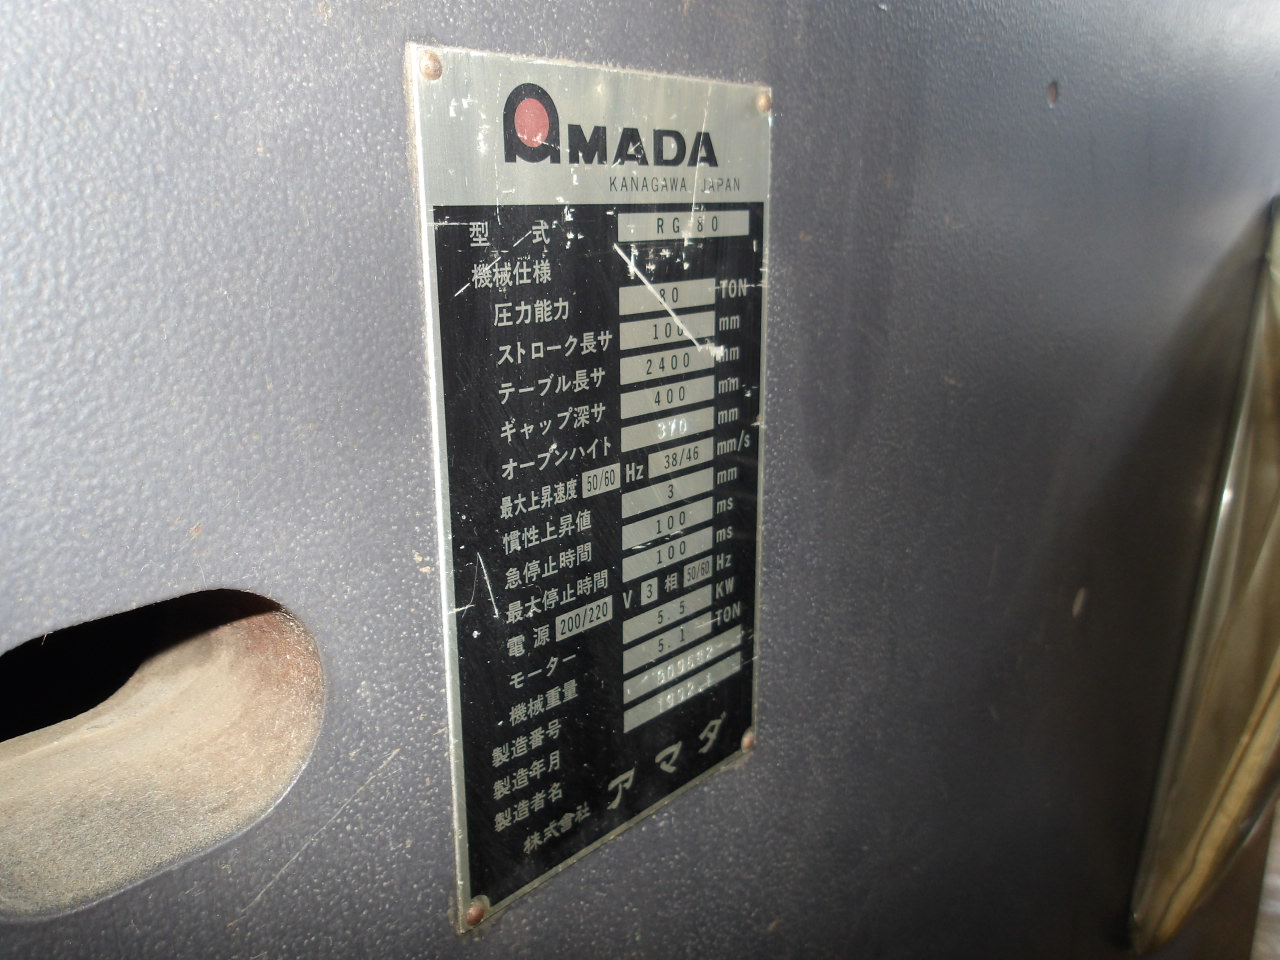 AMADA
KANAGAWA JAPAN
型 式 RG 80
機械仕様
圧力能力 80 TON
ストローク長サ 100 mm
テーブル長サ 2400 mm
ギャップ深サ 400 mm
オープンハイト 370 mm
最大上昇速度 50/60 Hz 38/46 mm/s
慣性上昇値 3 mm
急停止時間 100 ms
最大停止時間 100 ms
電源 200/220 V 3 相 50/60 Hz
モーター 5.5 KW
機械重量 5.1 TON
製造番号
製造年月
製造者名
株式會社 アマダ